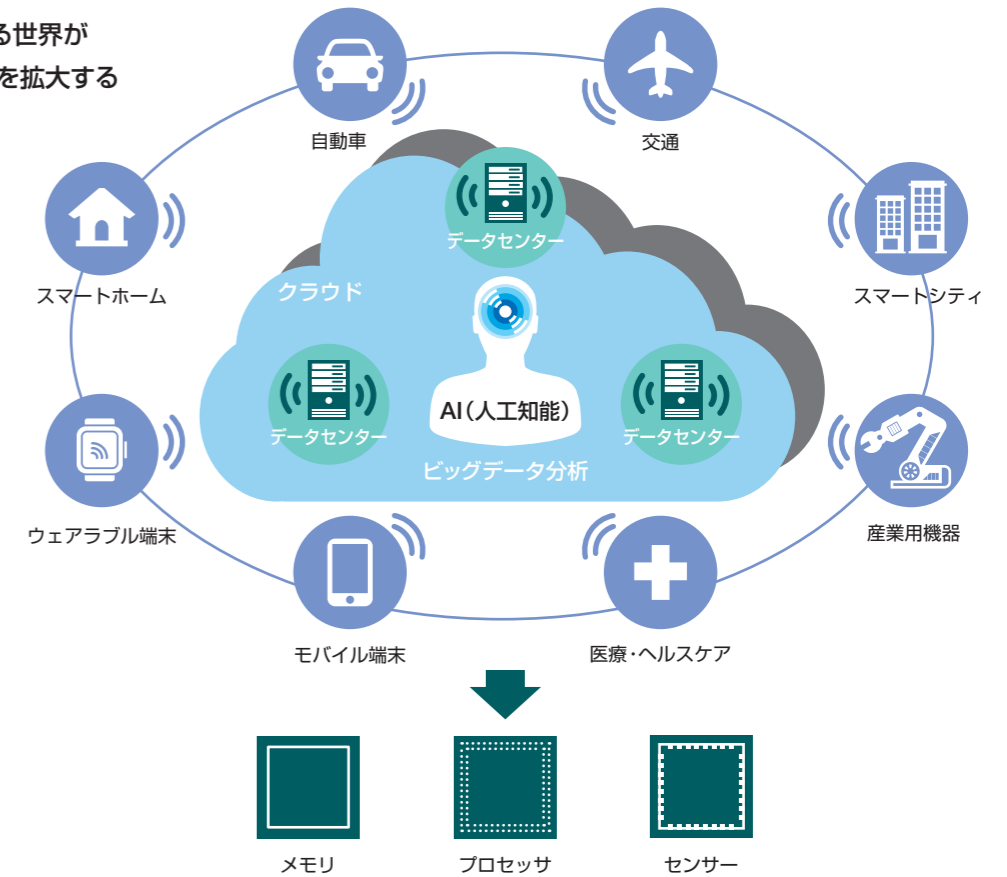 る世界が
を拡大する
自動車
交通
データセンター
スマートホーム
クラウド
スマートシティ
AI(人工知能)
データセンター
データセンター
ビッグデータ分析
ウェアラブル端末
産業用機器
モバイル端末
医療・ヘルスケア
メモリ
プロセッサ
センサー